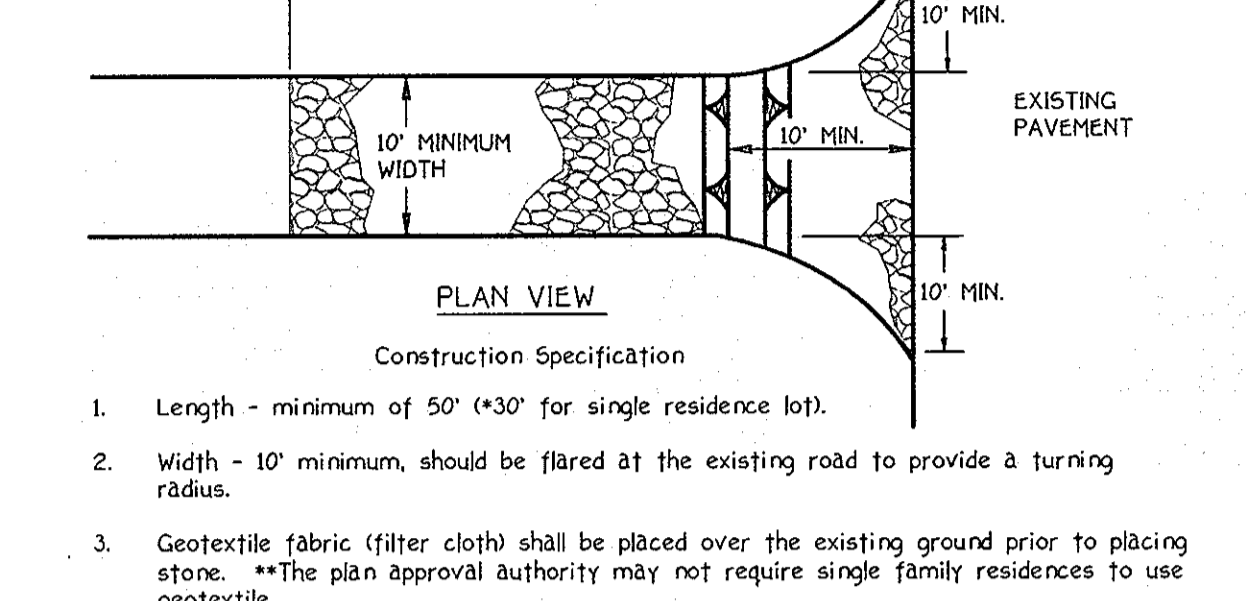 10' MIN.
EXISTING
PAVEMENT
10' MINIMUM
WIDTH
10' MIN.
10' MIN.
PLAN VIEW
Construction Specification
1. Length - minimum of 50' (*30' for single residence lot).
2. Width - 10' minimum, should be flared at the existing road to provide a turning
radius.
3. Geotextile fabric (filter cloth) shall be placed over the existing ground prior to placing
stone. **The plan approval authority may not require single family residences to use
geotextile.